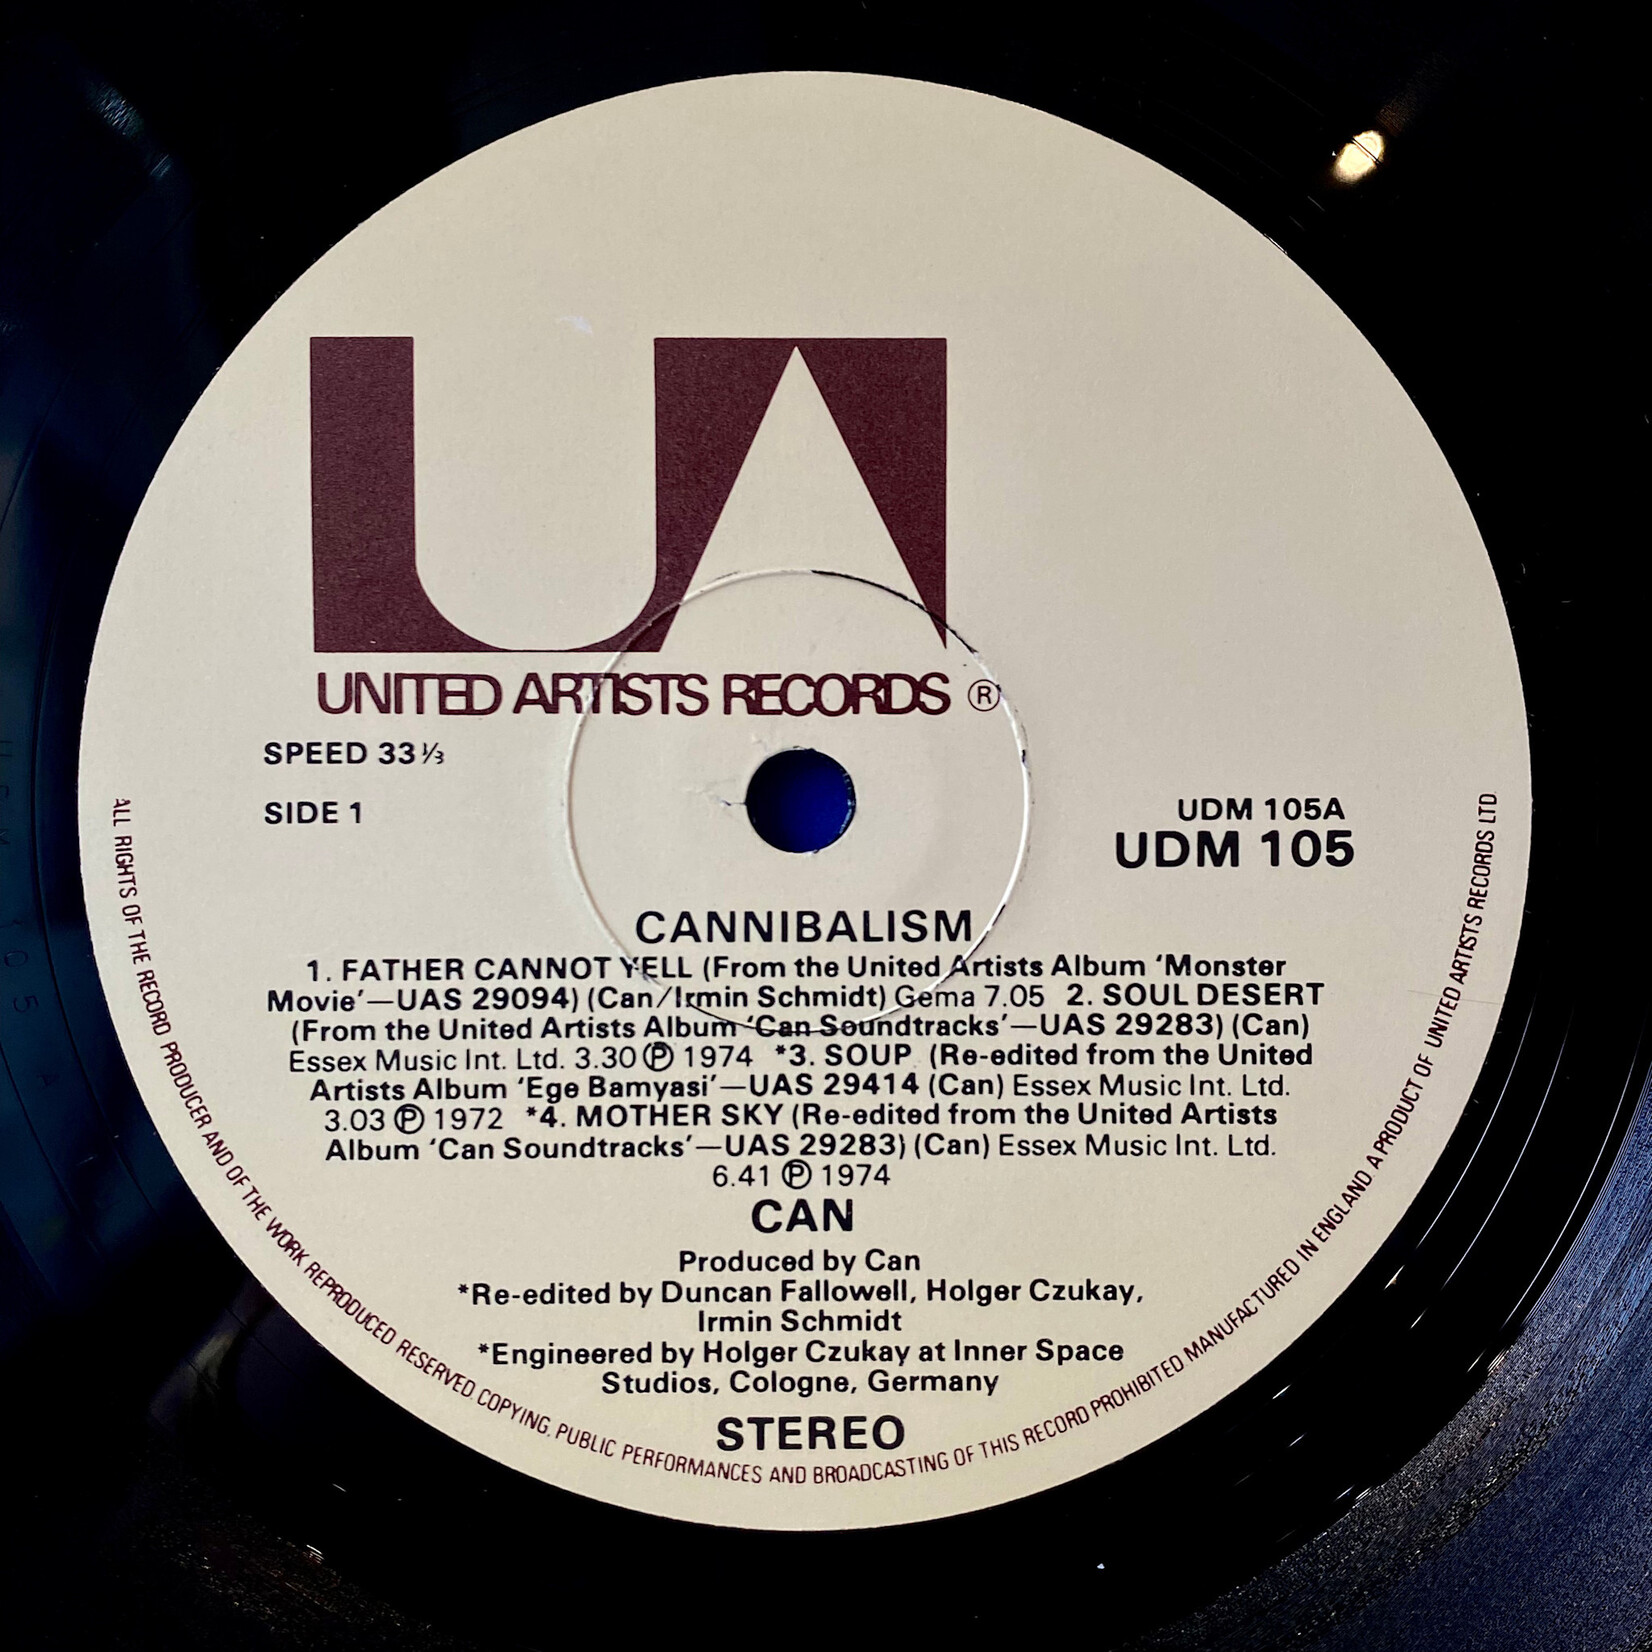 UA
UNITED ARTISTS RECORDS ®
SPEED 33⅓
SIDE 1
UDM 105A
UDM 105
CANNIBALISM
1. FATHER CANNOT YELL (From the United Artists Album ‘Monster
Movie’—UAS 29094) (Can/Irmin Schmidt) Gema 7.05 2. SOUL DESERT
(From the United Artists Album ‘Can Soundtracks’—UAS 29283) (Can)
Essex Music Int. Ltd. 3.30 ℗ 1974 *3. SOUP (Re-edited from the United
Artists Album ‘Ege Bamyasi’—UAS 29414 (Can) Essex Music Int. Ltd.
3.03 ℗ 1972 *4. MOTHER SKY (Re-edited from the United Artists
Album ‘Can Soundtracks’—UAS 29283) (Can) Essex Music Int. Ltd.
6.41 ℗ 1974
CAN
Produced by Can
*Re-edited by Duncan Fallowell, Holger Czukay,
Irmin Schmidt
*Engineered by Holger Czukay at Inner Space
Studios, Cologne, Germany
STEREO
ALL RIGHTS OF THE RECORD PRODUCER AND OF THE WORK REPRODUCED RESERVED. COPYING, PUBLIC PERFORMANCES AND BROADCASTING OF THIS RECORD PROHIBITED MANUFACTURED IN ENGLAND. A PRODUCT OF UNITED ARTISTS RECORDS LTD.